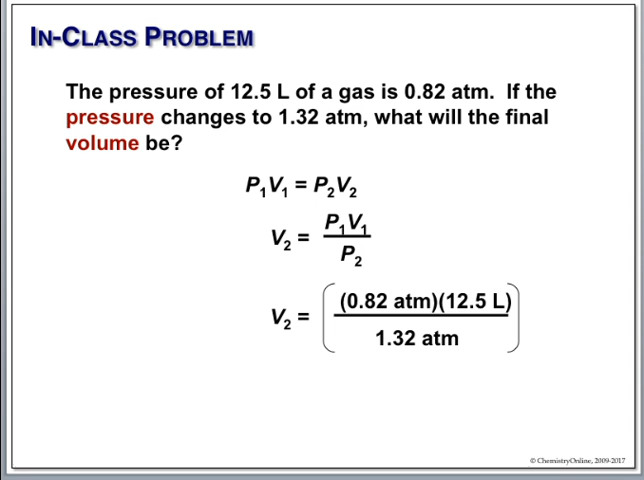 IN-CLASS PROBLEM
The pressure of 12.5 L of a gas is 0.82 atm.  If the
pressure changes to 1.32 atm, what will the final
volume be?
P₁V₁ = P₂V₂
V₂ = P₁V₁
P₂
V₂ = (0.82 atm)(12.5 L)
1.32 atm
© ChemistryOnline, 2009-2017